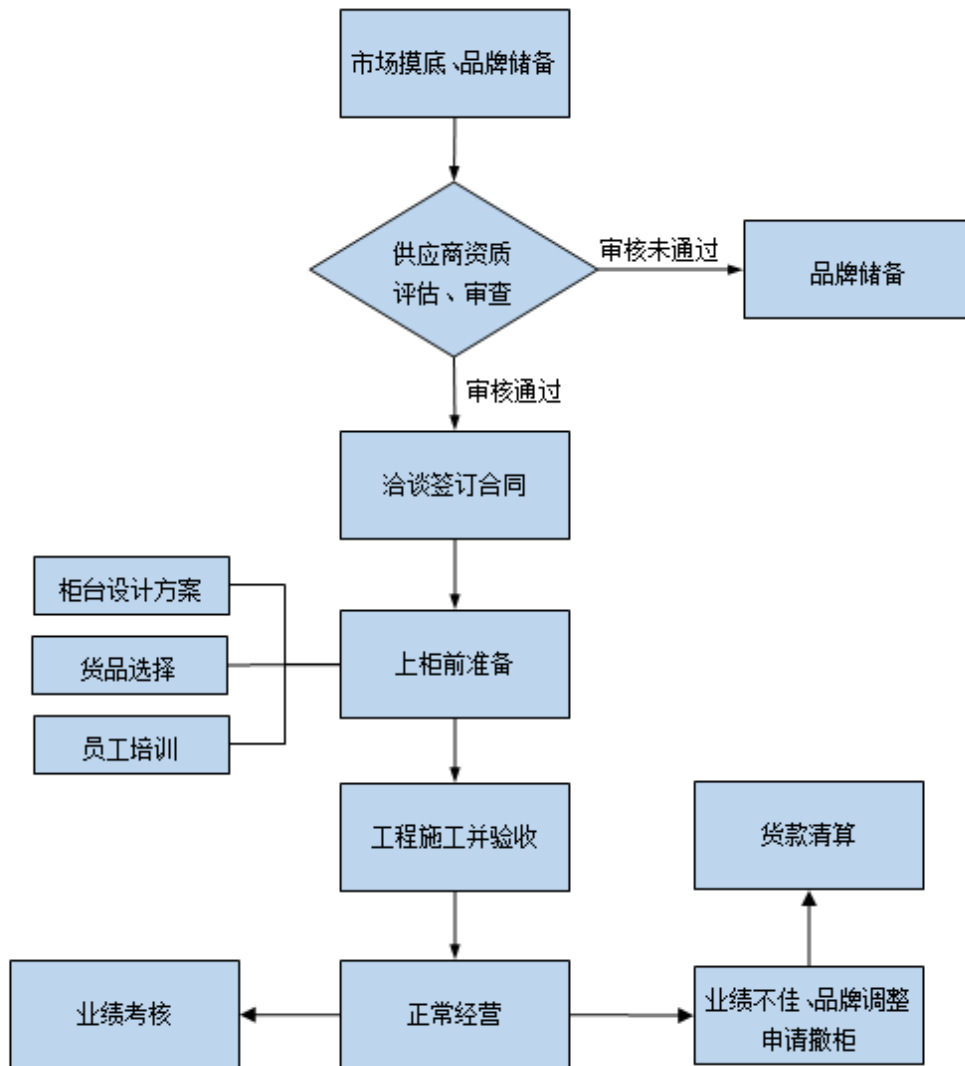 市场摸底、品牌储备
供应商资质
评估、审查
审核未通过
品牌储备
审核通过
洽谈签订合同
柜台设计方案
货品选择
员工培训
上柜前准备
工程施工并验收
货款清算
业绩考核
正常经营
业绩不佳、品牌调整
申请撤柜